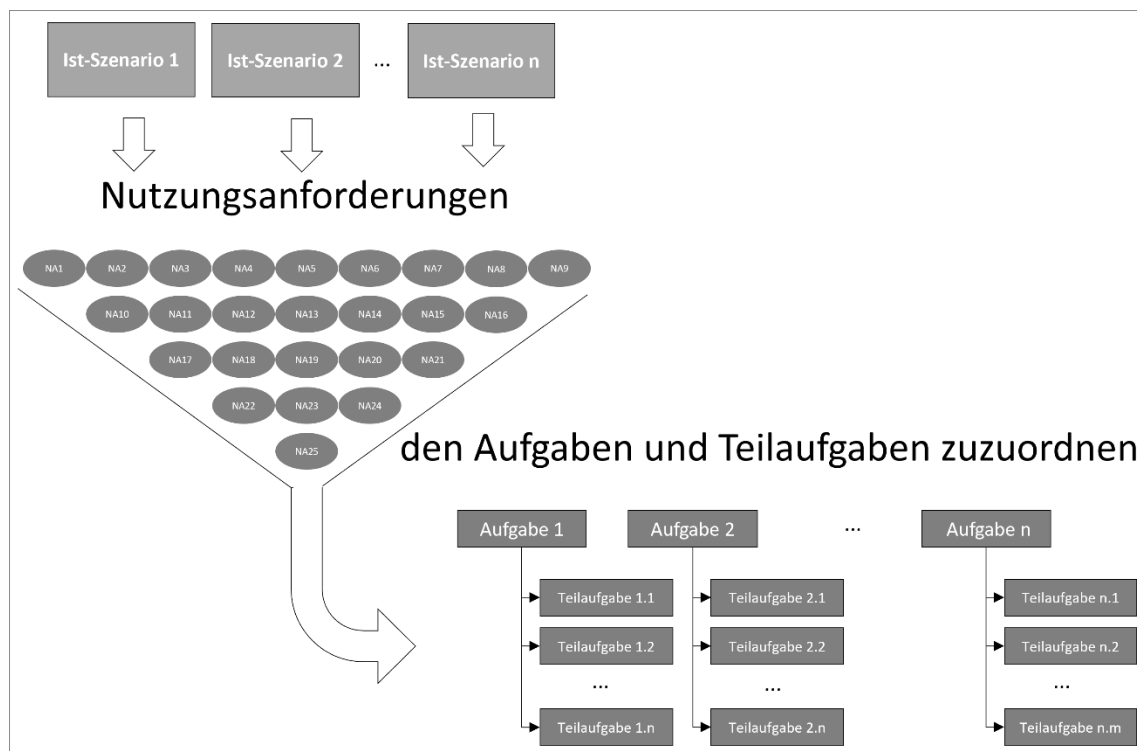 Ist-Szenario 1 Ist-Szenario 2 ... Ist-Szenario n
Nutzungsanforderungen
NA1 NA2 NA3 NA4 NA5 NA6 NA7 NA8 NA9
NA10 NA11 NA12 NA13 NA14 NA15 NA16
NA17 NA18 NA19 NA20 NA21
NA22 NA23 NA24
NA25
den Aufgaben und Teilaufgaben zuzuordnen
Aufgabe 1 Aufgabe 2 ... Aufgabe n
Teilaufgabe 1.1 Teilaufgabe 2.1 Teilaufgabe n.1
Teilaufgabe 1.2 Teilaufgabe 2.2 Teilaufgabe n.2
... ... ...
Teilaufgabe 1.n Teilaufgabe 2.n Teilaufgabe n.m